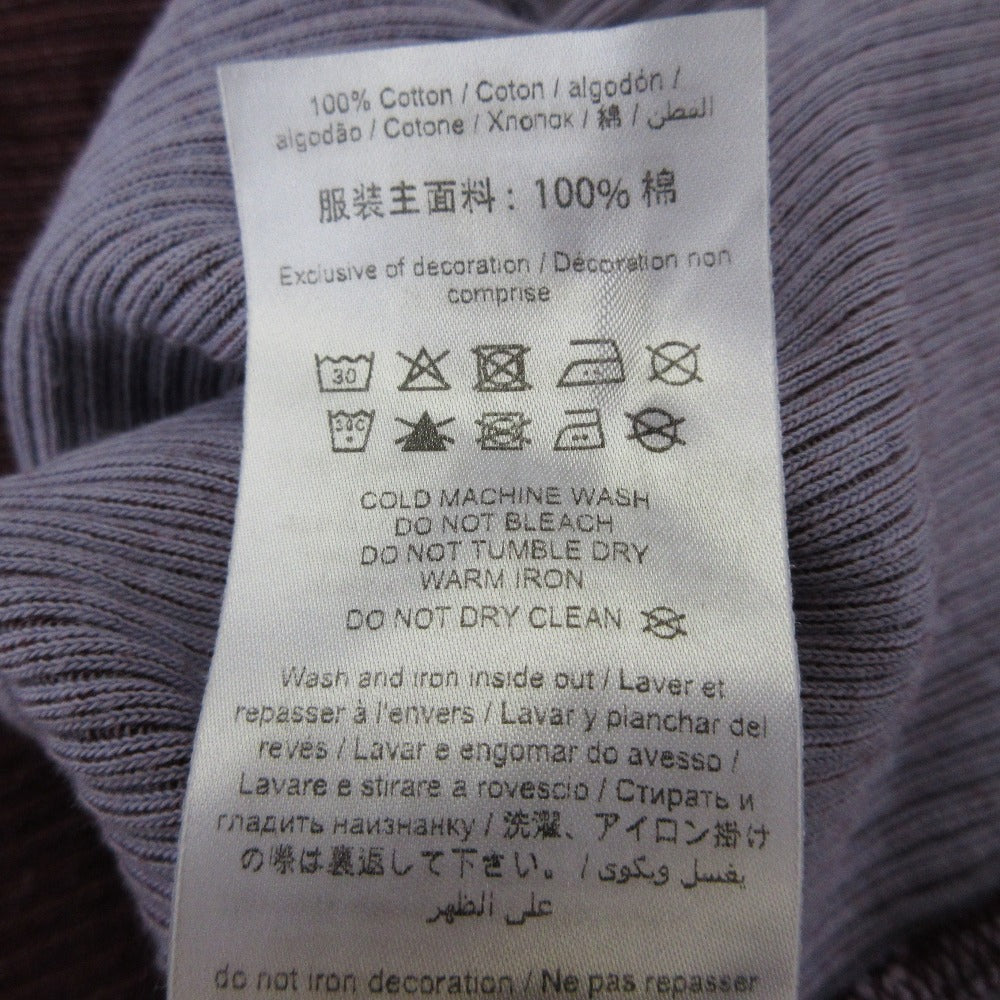 100% Cotton / Coton / algodón /
algodão / Cotone / Хлопок / 綿 / القطن
服装主面料: 100% 棉
Exclusive of decoration / Décoration non
comprise
30
30C
COLD MACHINE WASH
DO NOT BLEACH
DO NOT TUMBLE DRY
WARM IRON
DO NOT DRY CLEAN
Wash and iron inside out / Laver et
repasser à l'envers / Lavar y planchar del
revés / Lavar e engomar do avesso /
Lavare e stirare a rovescio / Стирать и
гладить наизнанку / 洗濯、アイロン掛け
の際は裏返して下さい。 / يغسل ويكوى
على الظهر
do not iron decoration / Ne pas repasser